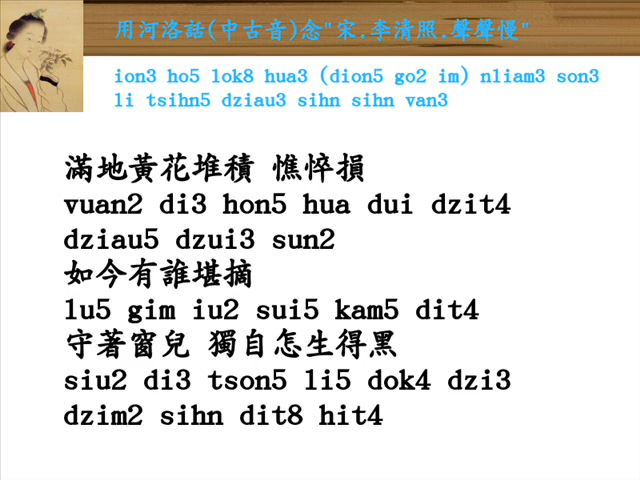 用河洛話(中古音)念"宋.李清照.聲聲慢"
ion3 ho5 lok8 hua3 (dion5 go2 im) nliam3 son3
li tsihn5 dziau3 sihn sihn van3
滿地黃花堆積 憔悴損
vuan2 di3 hon5 hua dui dzit4
dziau5 dzui3 sun2
如今有誰堪摘
lu5 gim iu2 sui5 kam5 dit4
守著窗兒 獨自怎生得黑
siu2 di3 tson5 li5 dok4 dzi3
dzim2 sihn dit8 hit4